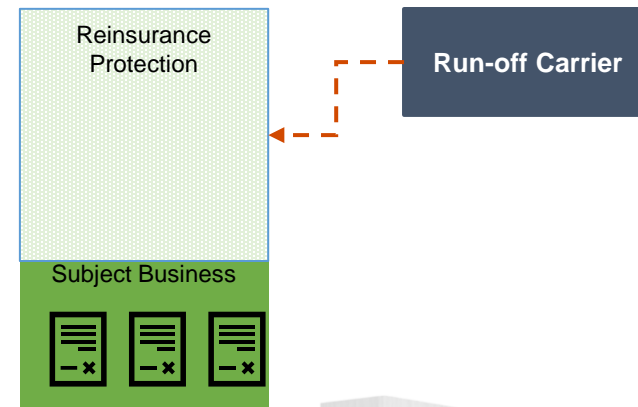 Reinsurance
Protection
Run-off Carrier
Subject Business